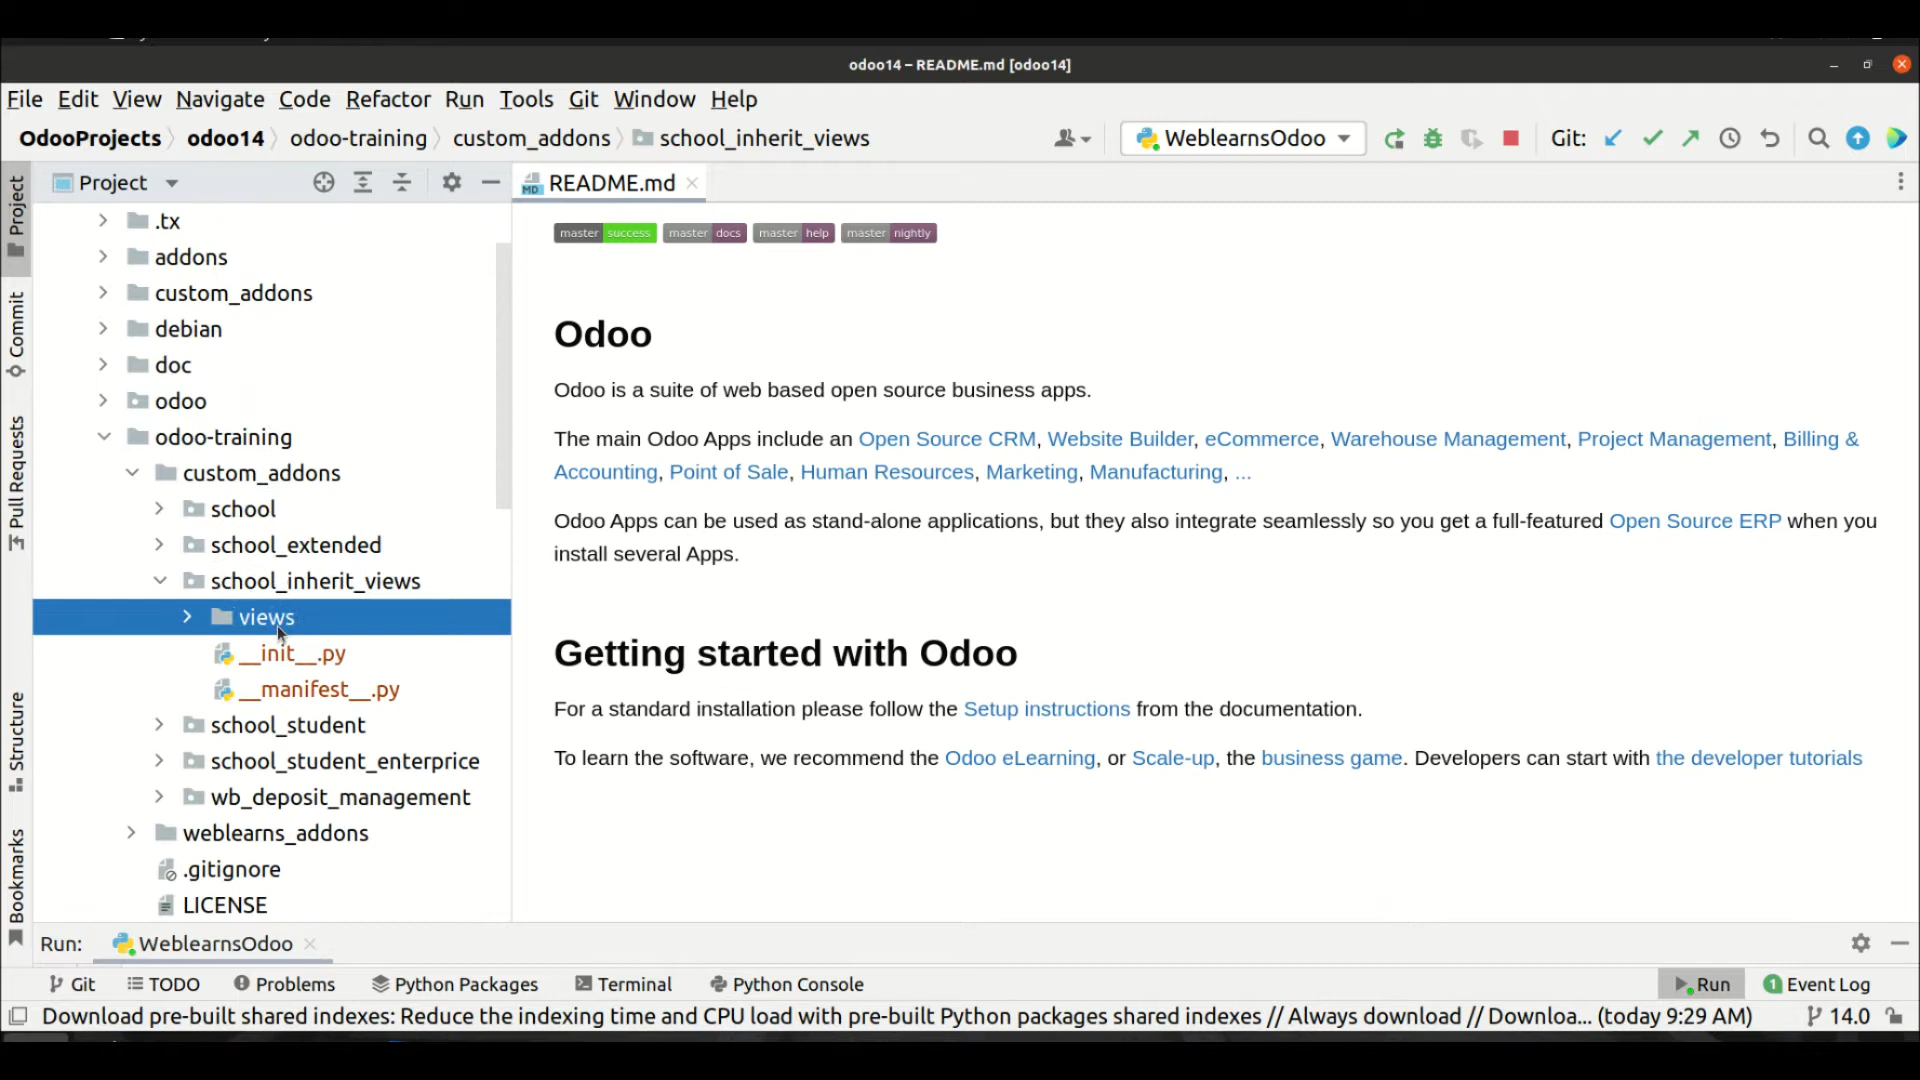 odoo14 – README.md [odoo14]
File Edit View Navigate Code Refactor Run Tools Git Window Help
OdooProjects odoo14 odoo-training custom_addons school_inherit_views
WeblearnsOdoo
Git:
Project
README.md
Project
Commit
Pull Requests
Structure
Bookmarks
.tx
addons
custom_addons
debian
doc
odoo
odoo-training
custom_addons
school
school_extended
school_inherit_views
views
__init__.py
__manifest__.py
school_student
school_student_enterprice
wb_deposit_management
weblearns_addons
.gitignore
LICENSE
master success master docs master help master nightly
Odoo
Odoo is a suite of web based open source business apps.
The main Odoo Apps include an Open Source CRM, Website Builder, eCommerce, Warehouse Management, Project Management, Billing &
Accounting, Point of Sale, Human Resources, Marketing, Manufacturing, ...
Odoo Apps can be used as stand-alone applications, but they also integrate seamlessly so you get a full-featured Open Source ERP when you
install several Apps.
Getting started with Odoo
For a standard installation please follow the Setup instructions from the documentation.
To learn the software, we recommend the Odoo eLearning, or Scale-up, the business game. Developers can start with the developer tutorials
Run: WeblearnsOdoo
Git TODO Problems Python Packages Terminal Python Console Run 1 Event Log
Download pre-built shared indexes: Reduce the indexing time and CPU load with pre-built Python packages shared indexes // Always download // Downloa... (today 9:29 AM) 14.0